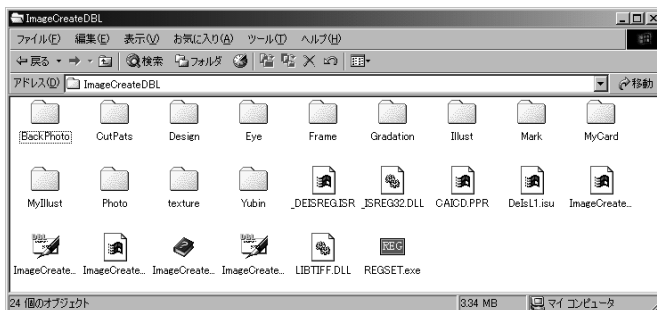 ImageCreateDBL
ファイル(F) 編集(E) 表示(V) お気に入り(A) ツール(T) ヘルプ(H)
戻る 検索 フォルダ
アドレス(D) ImageCreateDBL 移動
BackPhoto CutPats Design Eye Frame Gradation Illust Mark MyCard
MyIllust Photo texture Yubin _DEISREG.ISR _ISREG32.DLL CAICD.PPR DeIsL1.isu ImageCreate...
ImageCreate... ImageCreate... ImageCreate... ImageCreate... LIBTIFF.DLL REGSET.exe
24 個のオブジェクト 3.34 MB マイ コンピュータ